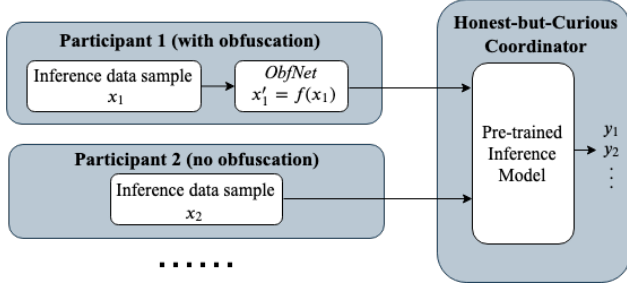 Participant 1 (with obfuscation)
Inference data sample
x₁
ObfNet
x′₁ = f(x₁)
Participant 2 (no obfuscation)
Inference data sample
x₂
......
Honest-but-Curious
Coordinator
Pre-trained
Inference
Model
y₁
y₂
⋮